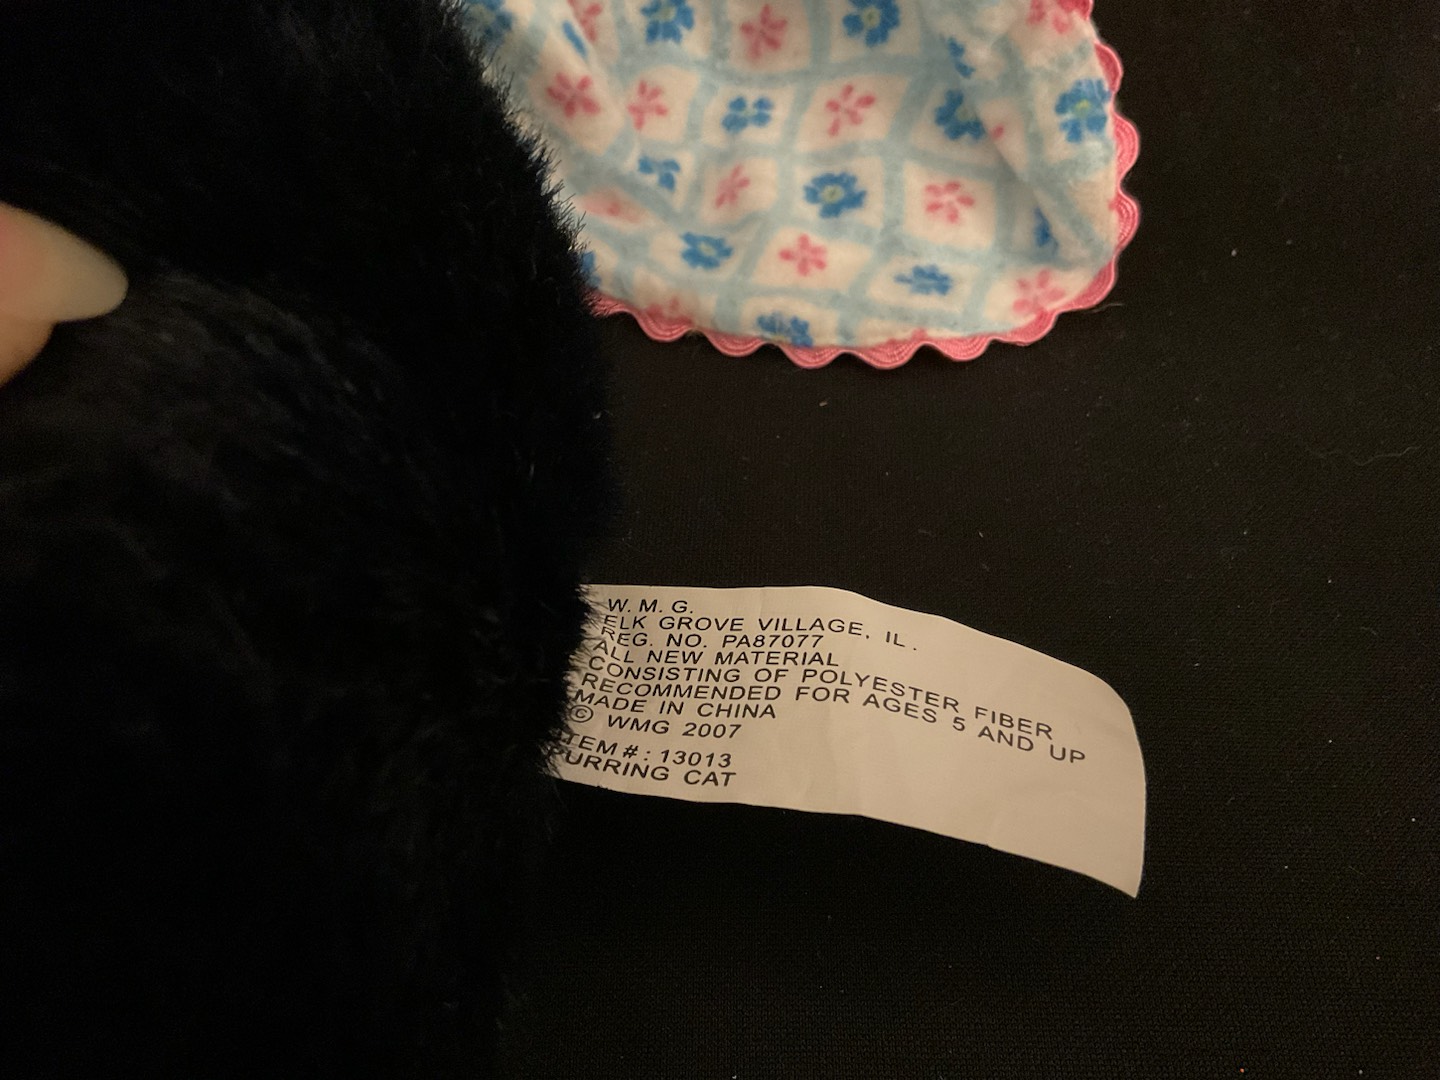 W. M. G.
ELK GROVE VILLAGE, IL.
REG. NO. PA87077
ALL NEW MATERIAL
CONSISTING OF POLYESTER FIBER
RECOMMENDED FOR AGES 5 AND UP
MADE IN CHINA
© WMG 2007
ITEM #: 13013
PURRING CAT